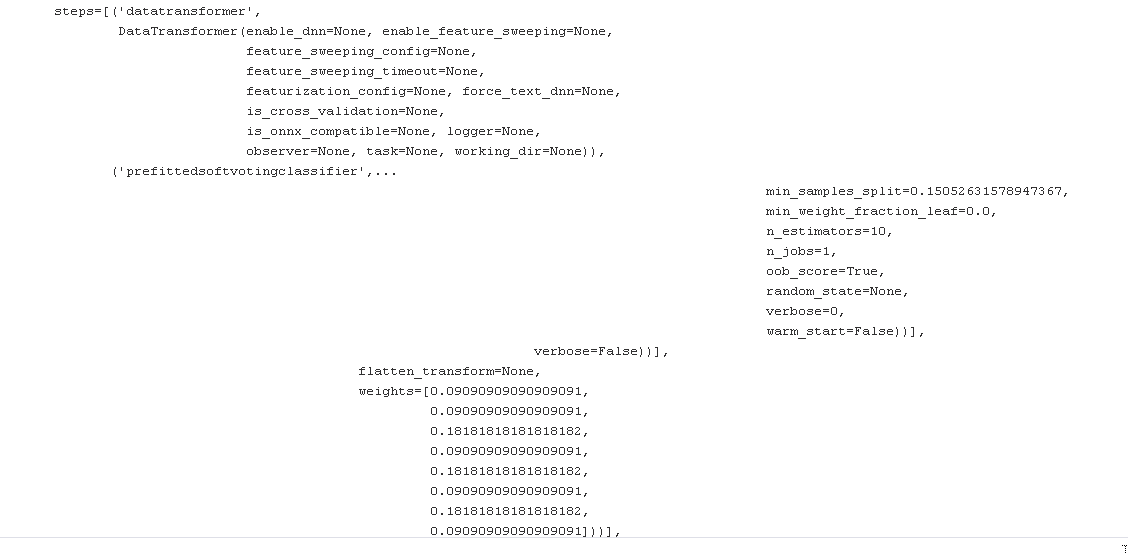 steps=[('datatransformer',
DataTransformer(enable_dnn=None, enable_feature_sweeping=None,
feature_sweeping_config=None,
feature_sweeping_timeout=None,
featurization_config=None, force_text_dnn=None,
is_cross_validation=None,
is_onnx_compatible=None, logger=None,
observer=None, task=None, working_dir=None)),
('prefittedsoftvotingclassifier',...
min_samples_split=0.15052631578947367,
min_weight_fraction_leaf=0.0,
n_estimators=10,
n_jobs=1,
oob_score=True,
random_state=None,
verbose=0,
warm_start=False))],
verbose=False))],
flatten_transform=None,
weights=[0.09090909090909091,
0.09090909090909091,
0.18181818181818182,
0.09090909090909091,
0.18181818181818182,
0.09090909090909091,
0.18181818181818182,
0.09090909090909091]))],